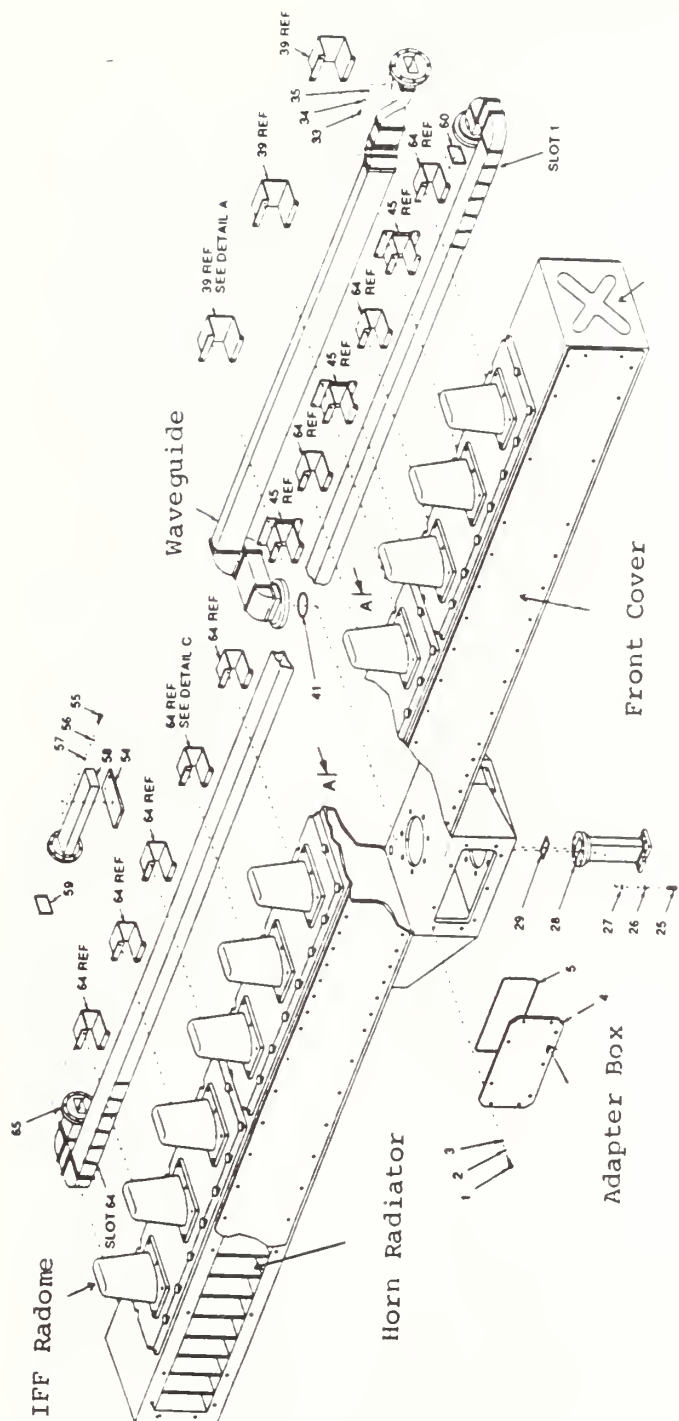 IFF Radome
65
SLOT 64
64 REF
64 REF
64 REF
64 REF
SEE DETAIL C
64 REF
59
57
56
55
58
54
Waveguide
41
39 REF
SEE DETAIL A
39 REF
39 REF
35
34
33
45
REF
64
REF
45
REF
64
REF
45
REF
64
REF
60
SLOT 1
A
A
Horn Radiator
Front Cover
29
28
27
26
25
5
4
Adapter Box
3
2
1